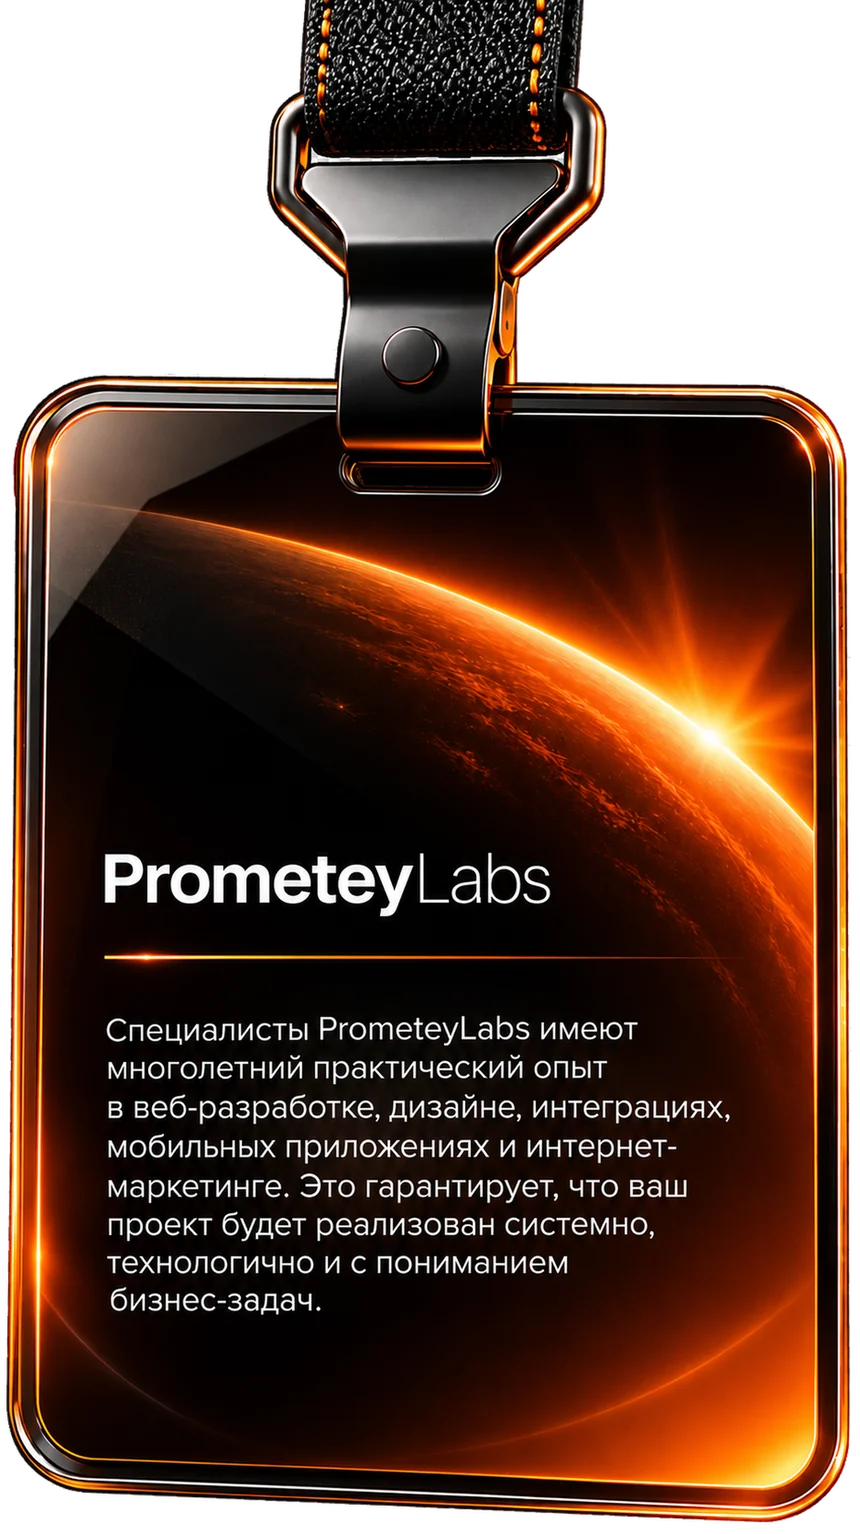 PrometeyLabs
Специалисты PrometeyLabs имеют
многолетний практический опыт
в веб-разработке, дизайне, интеграциях,
мобильных приложениях и интернет-
маркетинге. Это гарантирует, что ваш
проект будет реализован системно,
технологично и с пониманием
бизнес-задач.